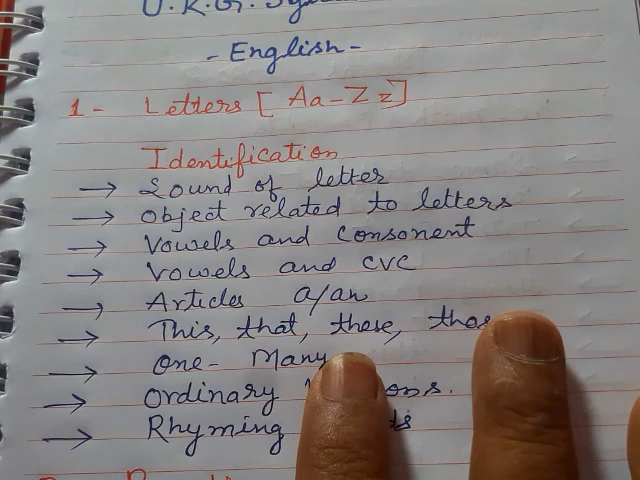 U.K.G.
- English -
1 - Letters [Aa - Zz]
Identification
→ Sound of letter
→ Object related to letters
→ Vowels and Consonent
→ Vowels and CVC
→ Articles a/an
→ This, that, these,
→ One - Many
→ Ordinary
→ Rhyming